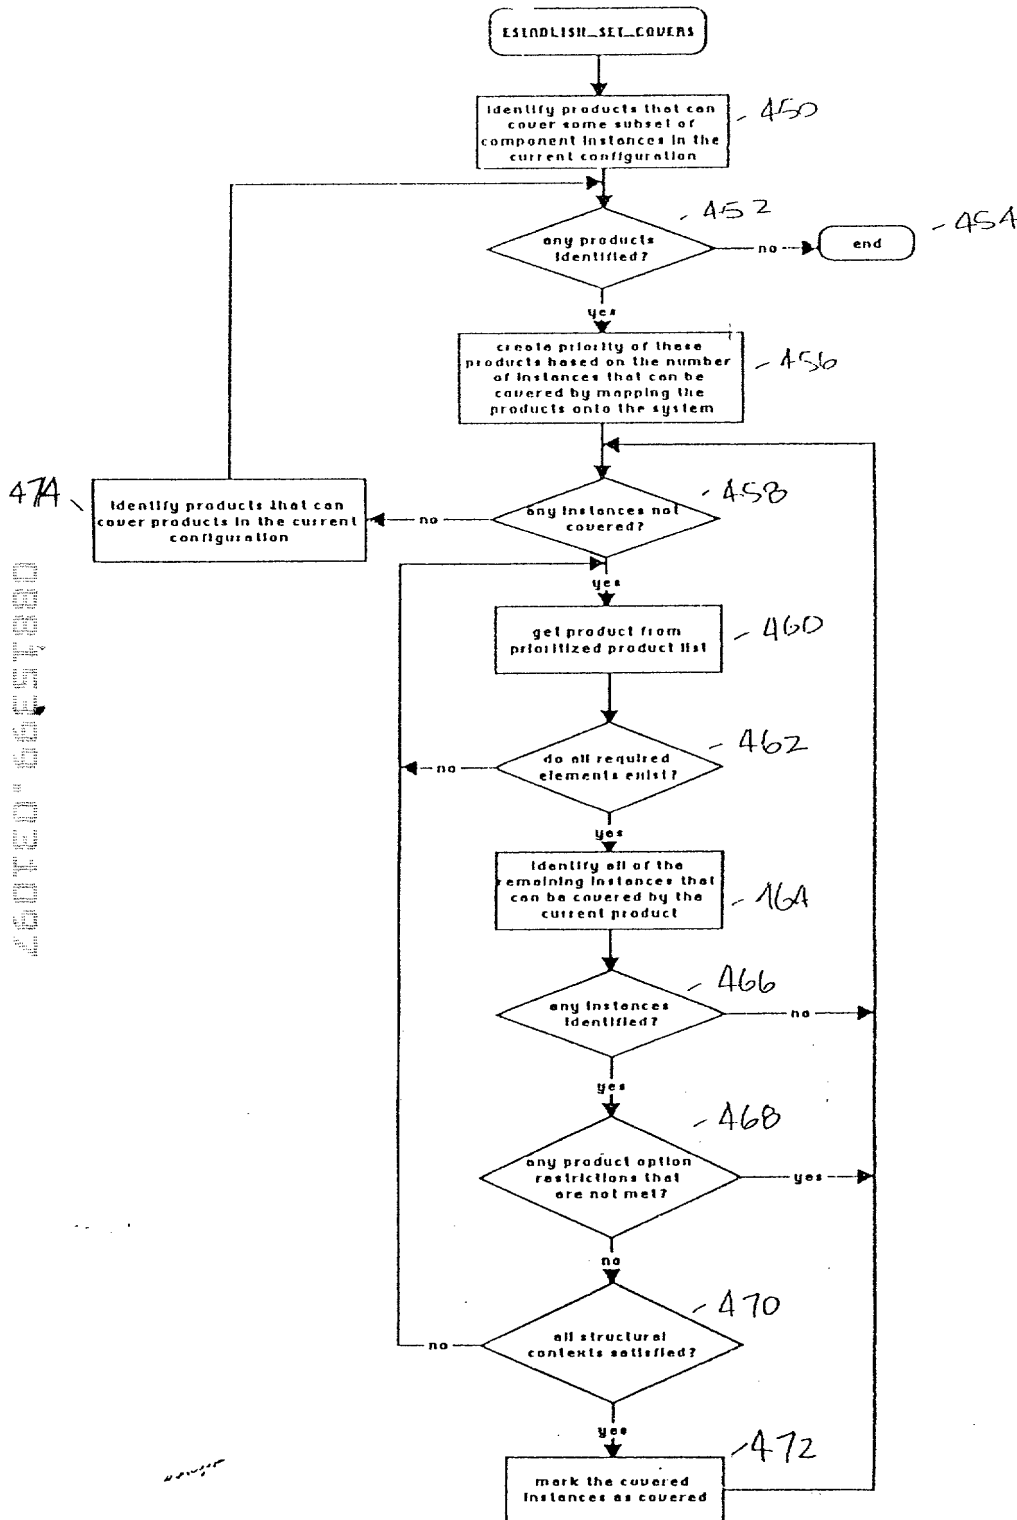 ESTABLISH_SET_COVERS
Identify products that can
cover some subset of
component instances in the
current configuration
450
452
any products
identified?
no
end
454
yes
create priority of these
products based on the number
of instances that can be
covered by mapping the
products onto the system
456
474
Identify products that can
cover products in the current
configuration
no
any instances not
covered?
458
yes
get product from
prioritized product list
460
do all required
elements exist?
462
no
yes
Identify all of the
remaining instances that
can be covered by the
current product
464
any instances
identified?
466
no
yes
any product option
restrictions that
are not met?
468
yes
no
all structural
contexts satisfied?
470
no
yes
mark the covered
instances as covered
472